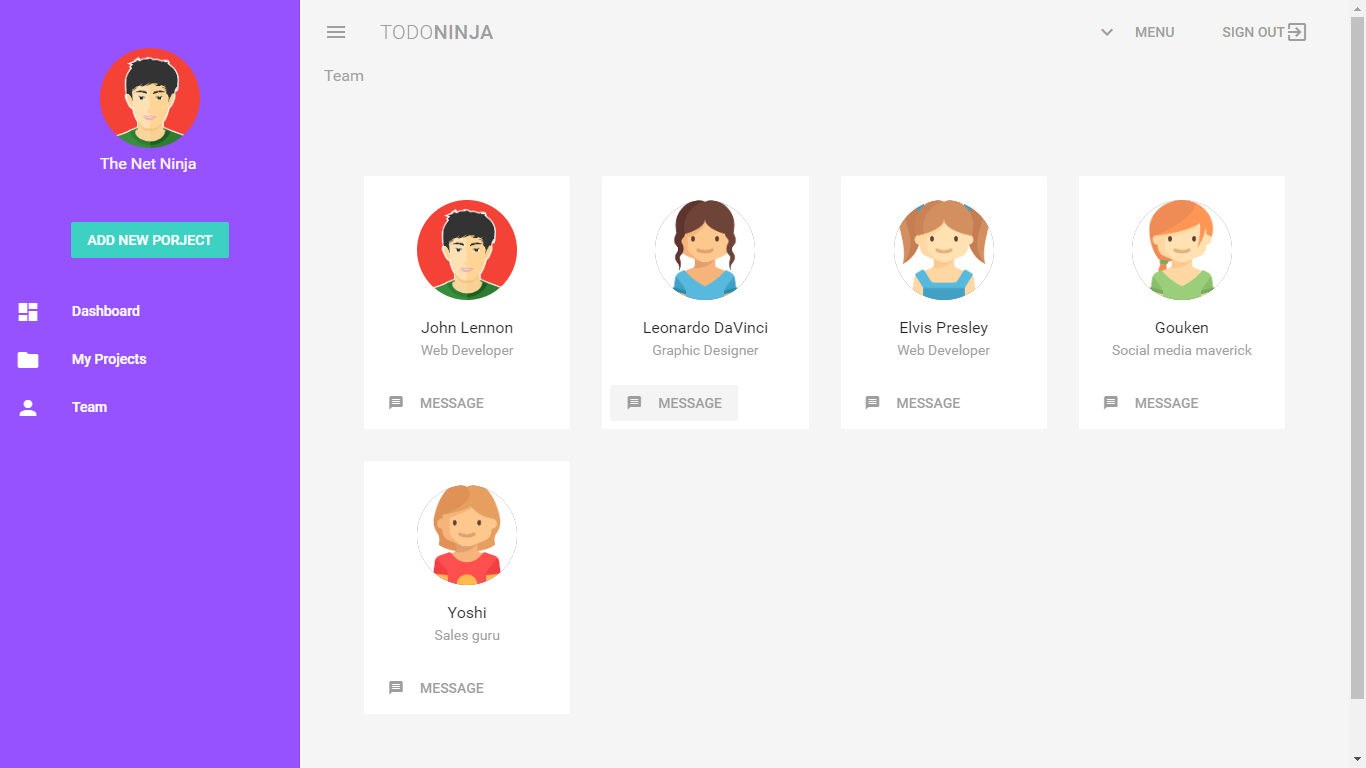 The Net Ninja
ADD NEW PORJECT
Dashboard
My Projects
Team
TODONINJA
MENU
SIGN OUT
Team
John Lennon
Web Developer
MESSAGE
Leonardo DaVinci
Graphic Designer
MESSAGE
Elvis Presley
Web Developer
MESSAGE
Gouken
Social media maverick
MESSAGE
Yoshi
Sales guru
MESSAGE